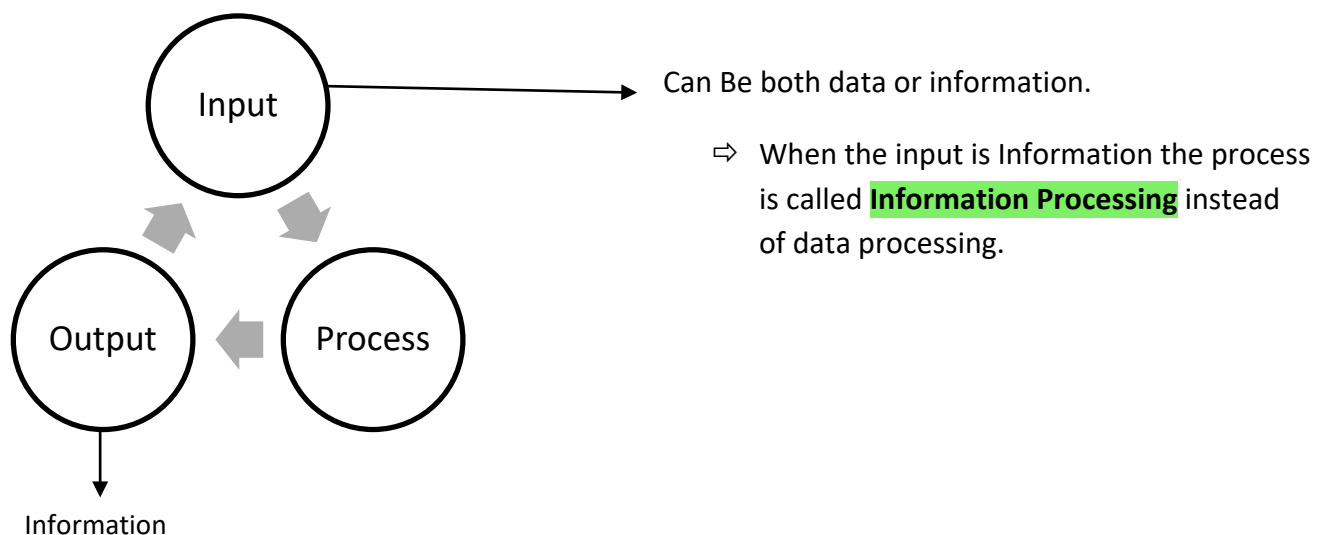 Input
Can Be both data or information.
⇨ When the input is Information the process
is called Information Processing instead
of data processing.
Output
Process
Information